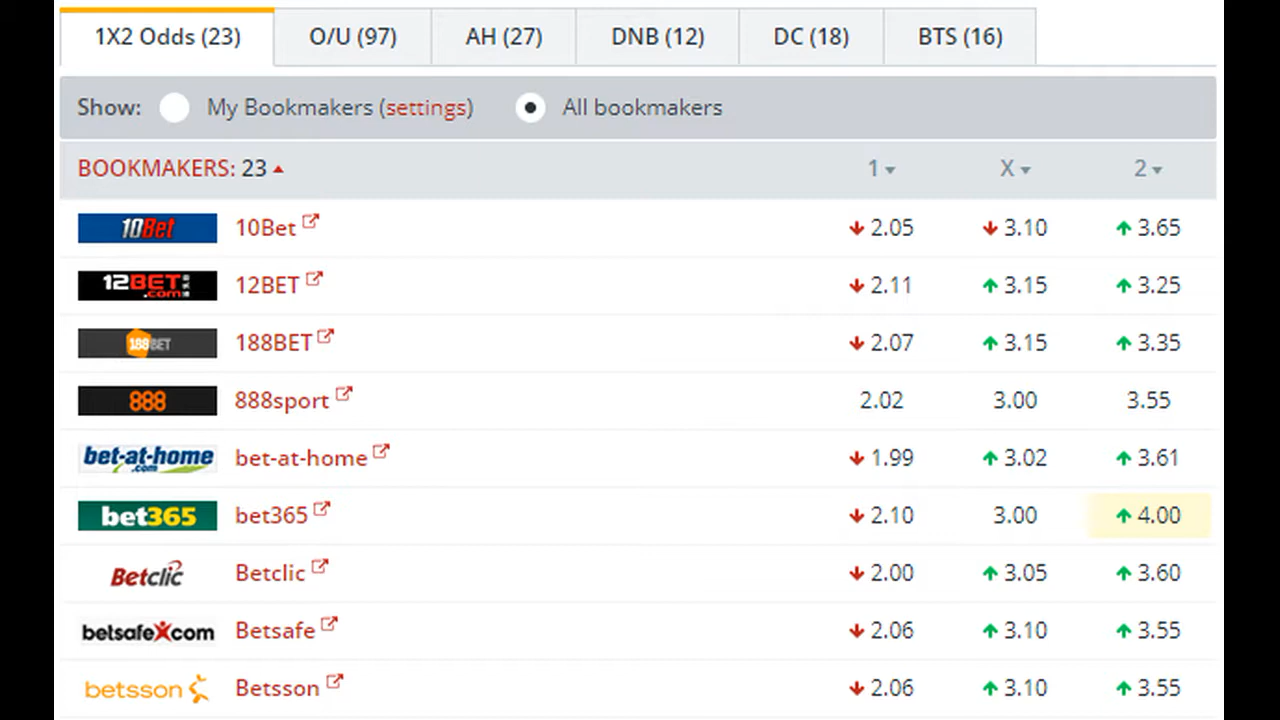 1X2 Odds (23) O/U (97) AH (27) DNB (12) DC (18) BTS (16)
Show: My Bookmakers (settings) All bookmakers
BOOKMAKERS: 23 1 X 2
10Bet 10Bet 2.05 3.10 3.65
12BET.com 12BET 2.11 3.15 3.25
188BET 188BET 2.07 3.15 3.35
888 888sport 2.02 3.00 3.55
bet-at-home.com bet-at-home 1.99 3.02 3.61
bet365 bet365 2.10 3.00 4.00
Betclic Betclic 2.00 3.05 3.60
betsafe.com Betsafe 2.06 3.10 3.55
betsson Betsson 2.06 3.10 3.55